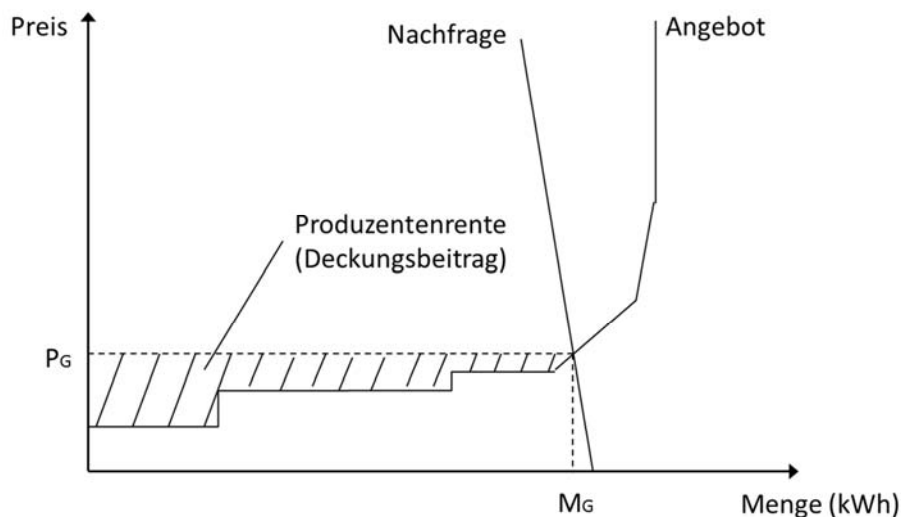 Preis
Nachfrage
Angebot
Produzentenrente
(Deckungsbeitrag)
PG
MG
Menge (kWh)